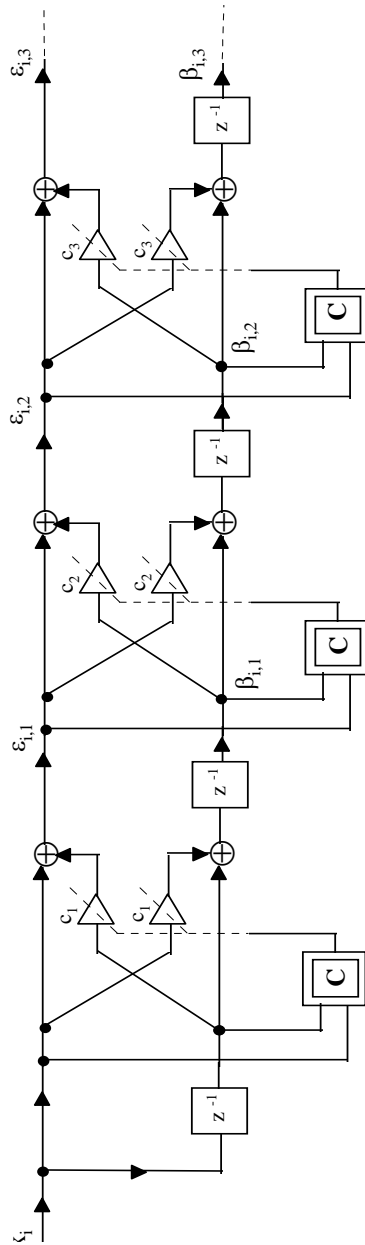 x_i
ε_{i,1}
ε_{i,2}
ε_{i,3}
c_1
c_2
c_3
c_1
c_2
c_3
β_{i,3}
z^{-1}
z^{-1}
z^{-1}
z^{-1}
β_{i,1}
β_{i,2}
C
C
C